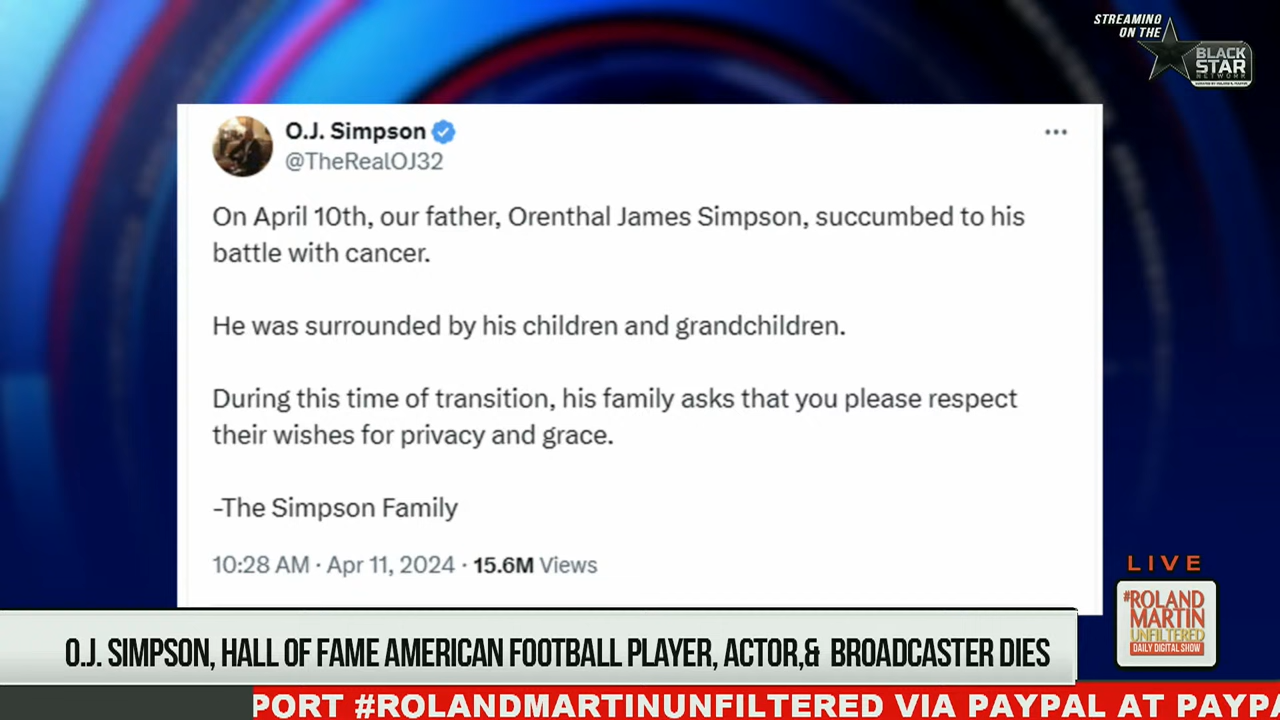 STREAMING
ON THE
BLACK
STAR
NETWORK
O.J. Simpson
@TheRealOJ32
On April 10th, our father, Orenthal James Simpson, succumbed to his
battle with cancer.
He was surrounded by his children and grandchildren.
During this time of transition, his family asks that you please respect
their wishes for privacy and grace.
-The Simpson Family
10:28 AM · Apr 11, 2024 · 15.6M Views
LIVE
#ROLAND
MARTIN
UNFILTERED
DAILY DIGITAL SHOW
O.J. SIMPSON, HALL OF FAME AMERICAN FOOTBALL PLAYER, ACTOR,& BROADCASTER DIES
PORT #ROLANDMARTINUNFILTERED VIA PAYPAL AT PAYPA